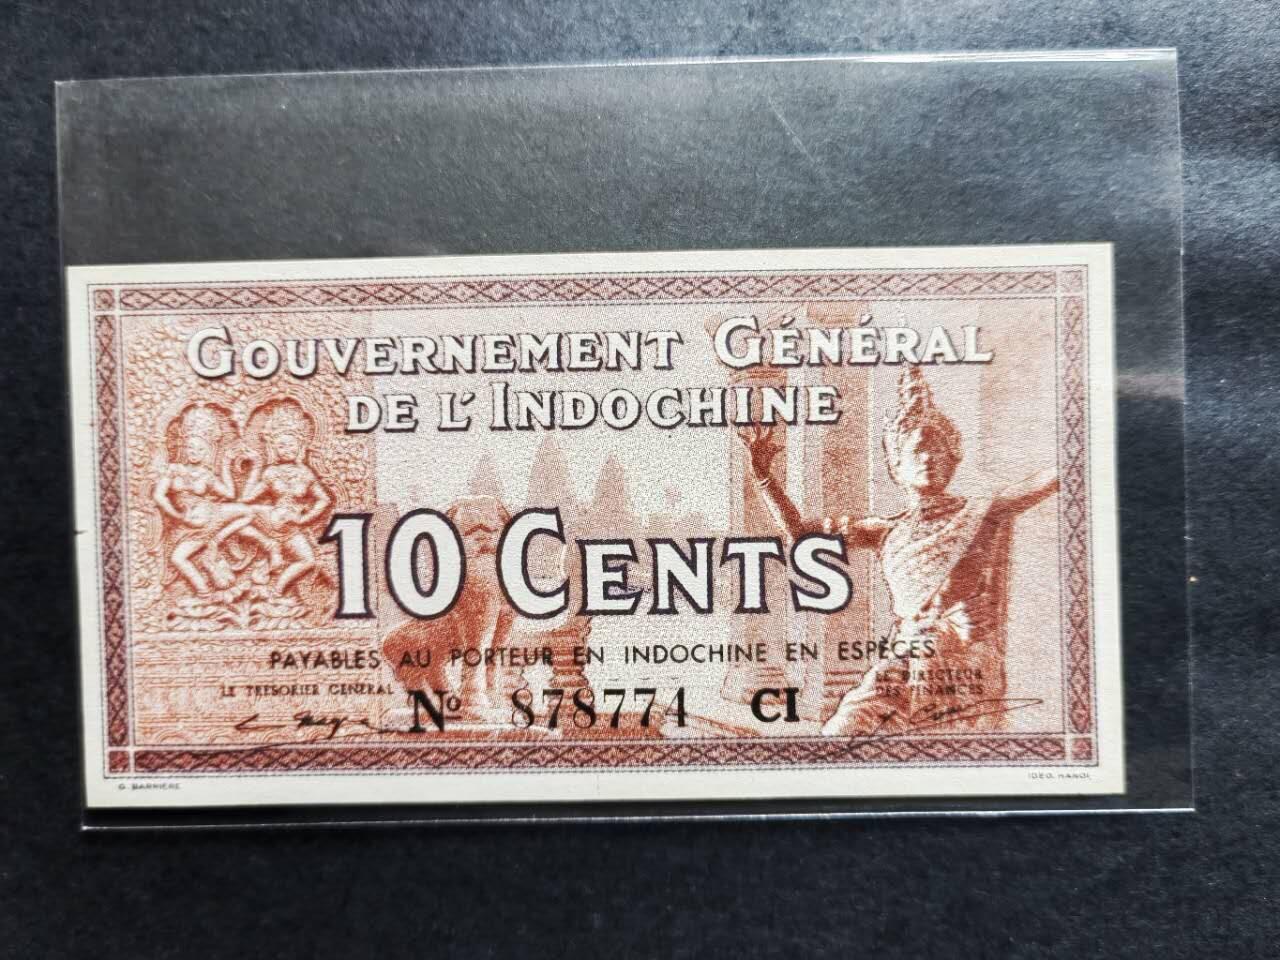 GOUVERNEMENT GÉNÉRAL
DE L'INDOCHINE
10 CENTS
PAYABLES AU PORTEUR EN INDOCHINE EN ESPÈCES
LE TRESORIER GENERAL
LE DIRECTEUR
DES FINANCES
No 878774 CI
G. BARRIERE
IDEO. HANOI